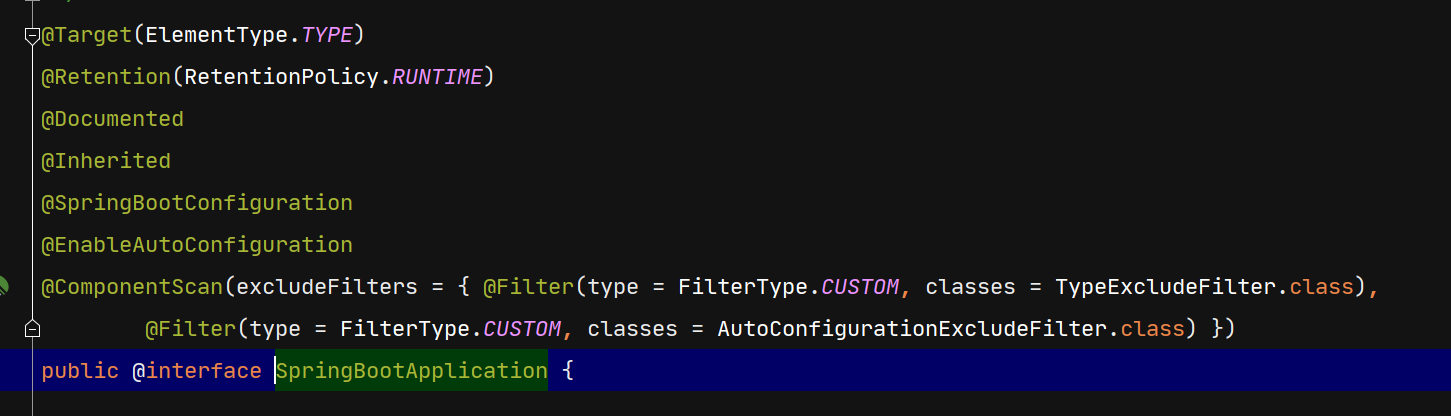 @Target(ElementType.TYPE)
@Retention(RetentionPolicy.RUNTIME)
@Documented
@Inherited
@SpringBootConfiguration
@EnableAutoConfiguration
@ComponentScan(excludeFilters = { @Filter(type = FilterType.CUSTOM, classes = TypeExcludeFilter.class),
        @Filter(type = FilterType.CUSTOM, classes = AutoConfigurationExcludeFilter.class) })
public @interface SpringBootApplication {